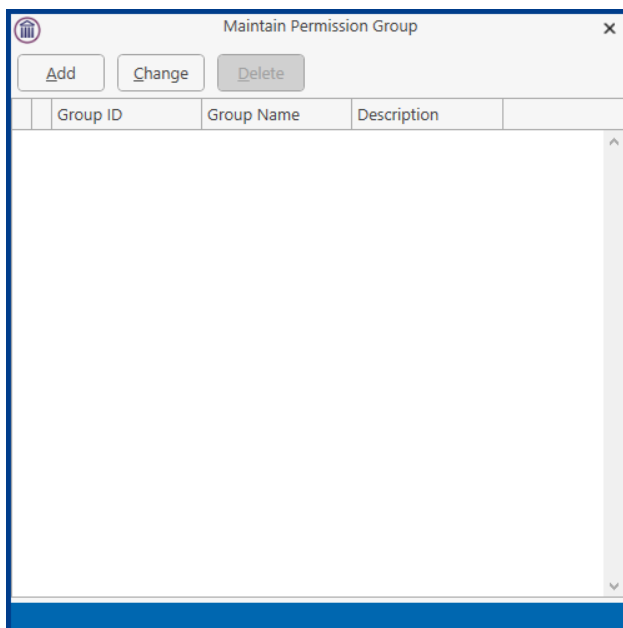 Maintain Permission Group
Add Change Delete
Group ID Group Name Description